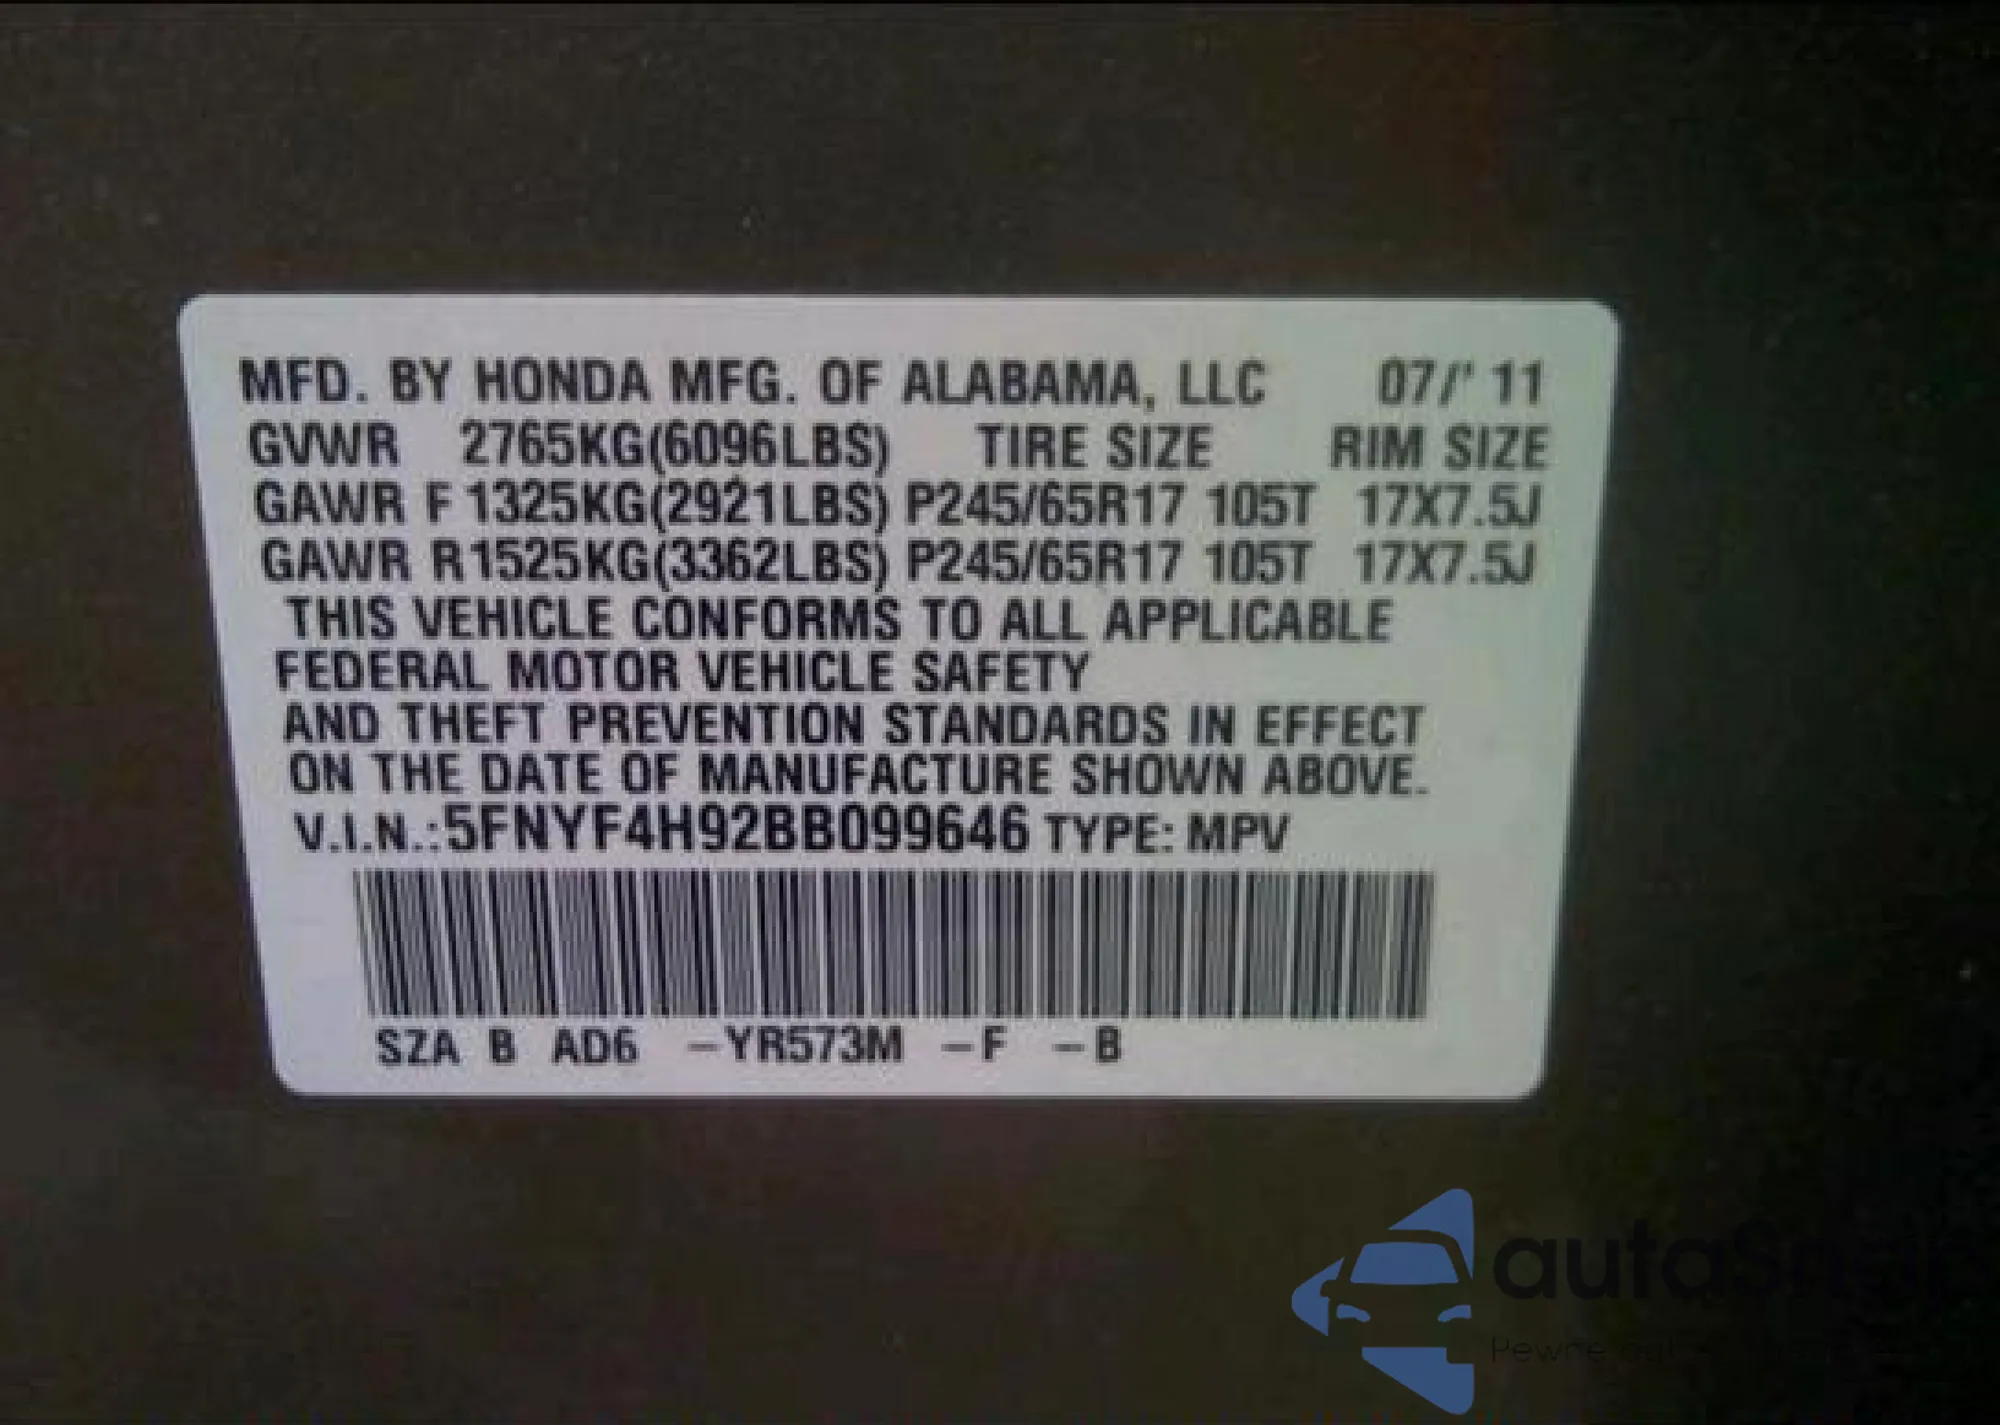 MFD. BY HONDA MFG. OF ALABAMA, LLC 07/' 11
GVWR 2765KG(6096LBS) TIRE SIZE RIM SIZE
GAWR F 1325KG(2921LBS) P245/65R17 105T 17X7.5J
GAWR R1525KG(3362LBS) P245/65R17 105T 17X7.5J
THIS VEHICLE CONFORMS TO ALL APPLICABLE
FEDERAL MOTOR VEHICLE SAFETY
AND THEFT PREVENTION STANDARDS IN EFFECT
ON THE DATE OF MANUFACTURE SHOWN ABOVE.
V.I.N.:5FNYF4H92BB099646 TYPE: MPV
SZA B AD6 –YR573M –F –B
Pewne